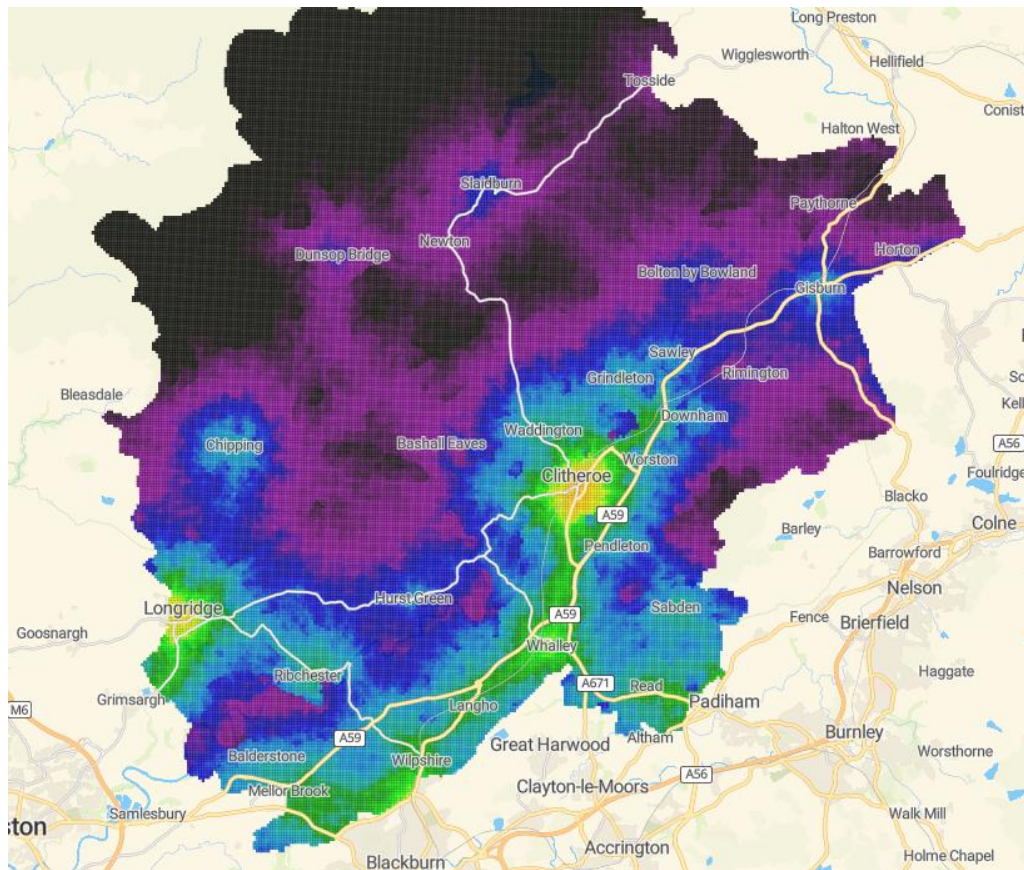 Long Preston
Wigglesworth
Hellifield
Tosside
Conist
Halton West
Slaidburn
Paythorne
Newton
Dunsop Bridge
Horton
Bolton by Bowland
Gisburn
Sawley
Grindleton
Rimington
Bleasdale
Downham
Waddington
Chipping
Bashall Eaves
Worston
A56
Clitheroe
Foulridge
Blacko
A59
Colne
Barley
Pendleton
Barrowford
Nelson
Hurst Green
Longridge
Sabden
A59
Fence
Goosnargh
Brierfield
Whalley
Haggate
Ribchester
A671
Read
Grimsargh
Padiham
M6
Langho
Burnley
A59
Altham
Great Harwood
Worsthorne
Balderstone
Wilpshire
A56
Clayton-le-Moors
Mellor Brook
Samlesbury
Walk Mill
ston
Accrington
Blackburn
Holme Chapel